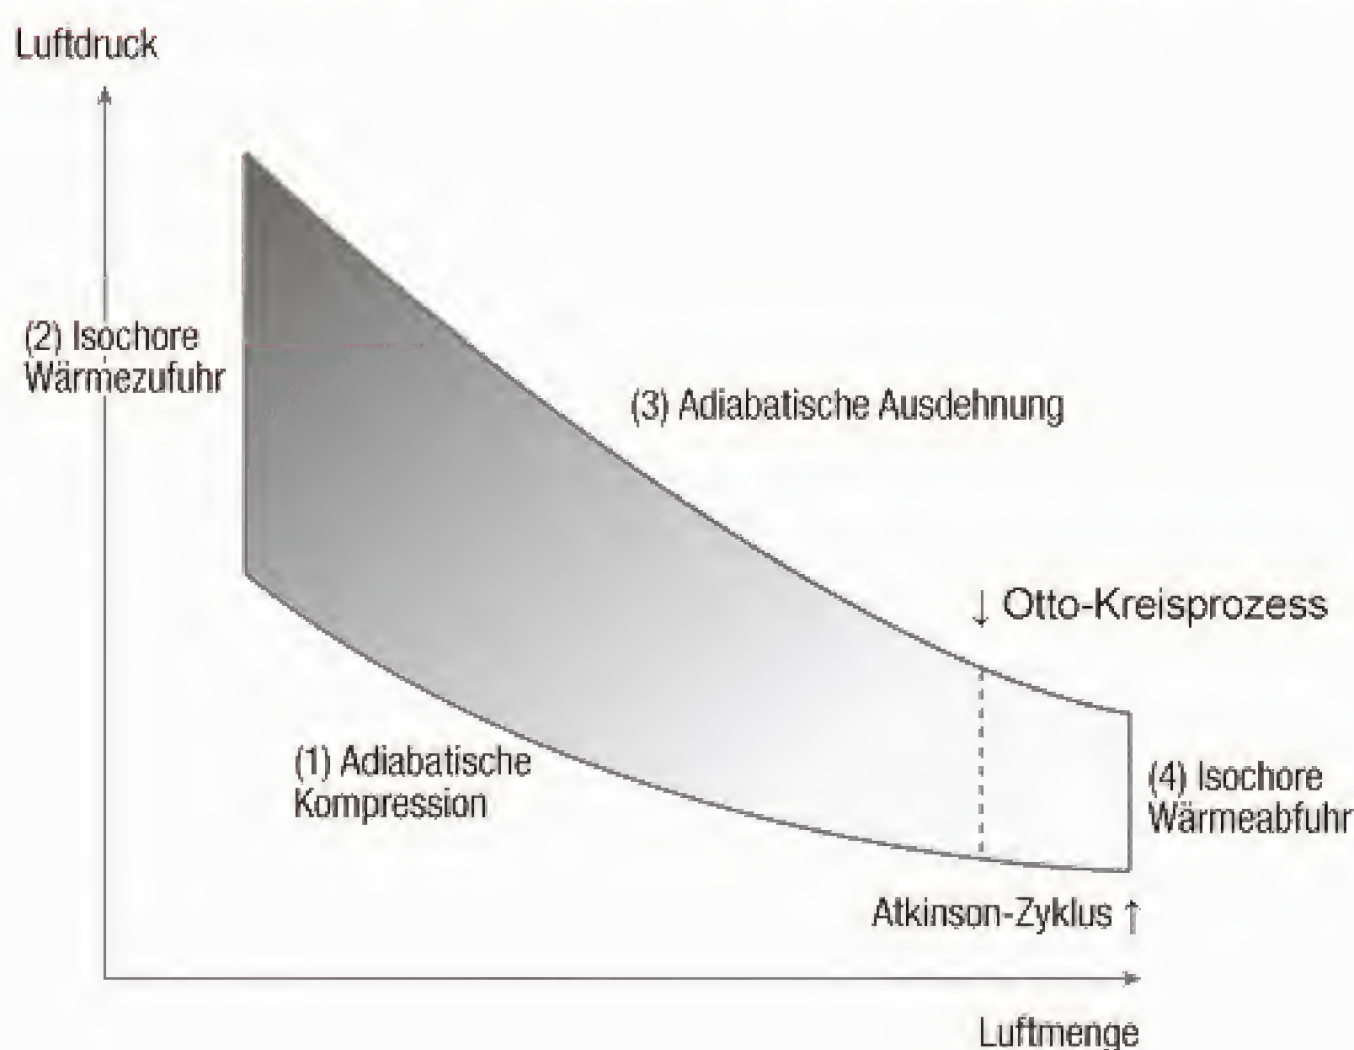 Luftdruck
(2) Isochore
Wärmezufuhr
(3) Adiabatische Ausdehnung
↓ Otto-Kreisprozess
(1) Adiabatische
Kompression
(4) Isochore
Wärmeabfuhr
Atkinson-Zyklus ↑
Luftmenge